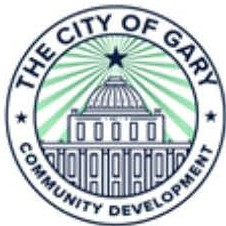 THE CITY OF GARY
COMMUNITY DEVELOPMENT